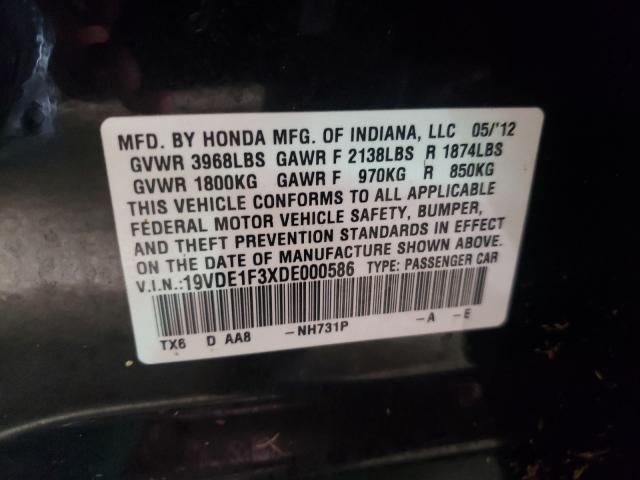 MFD. BY HONDA MFG. OF INDIANA, LLC 05/'12
GVWR 3968LBS GAWR F 2138LBS R 1874LBS
GVWR 1800KG GAWR F 970KG R 850KG
THIS VEHICLE CONFORMS TO ALL APPLICABLE
FEDERAL MOTOR VEHICLE SAFETY, BUMPER,
AND THEFT PREVENTION STANDARDS IN EFFECT
ON THE DATE OF MANUFACTURE SHOWN ABOVE.
V.I.N.:19VDE1F3XDE000586 TYPE: PASSENGER CAR
TX6 D AA8 -NH731P -A -E